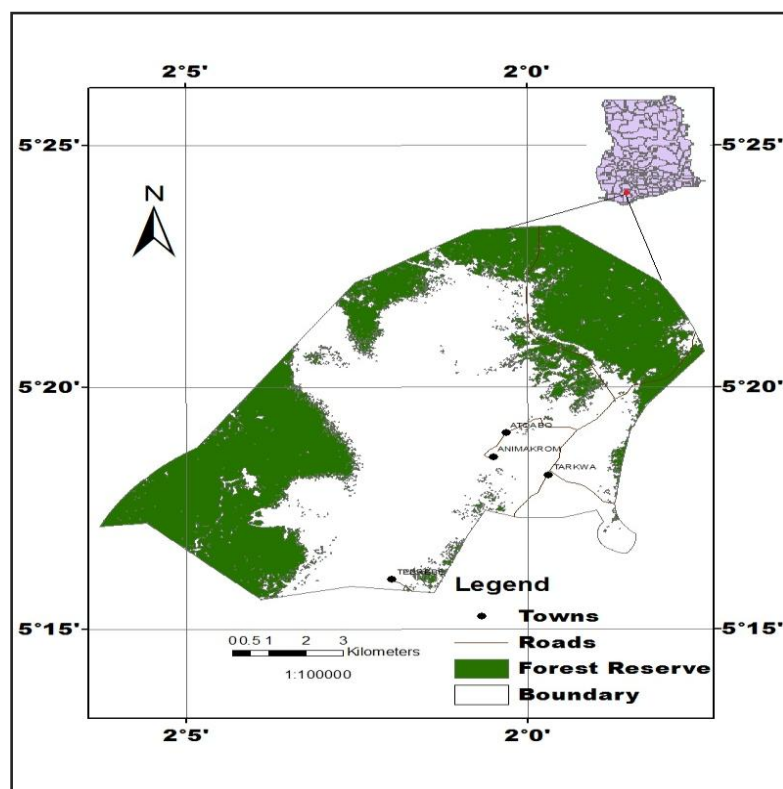 2°5' 2°0'
5°25' 5°25'
N
5°20' 5°20'
ATOABO
ANIMAKROM
TARKWA
Legend
Towns
5°15' 5°15'
Roads
0 0.5 1 2 3
Kilometers
Forest Reserve
1:100000
Boundary
2°5' 2°0'